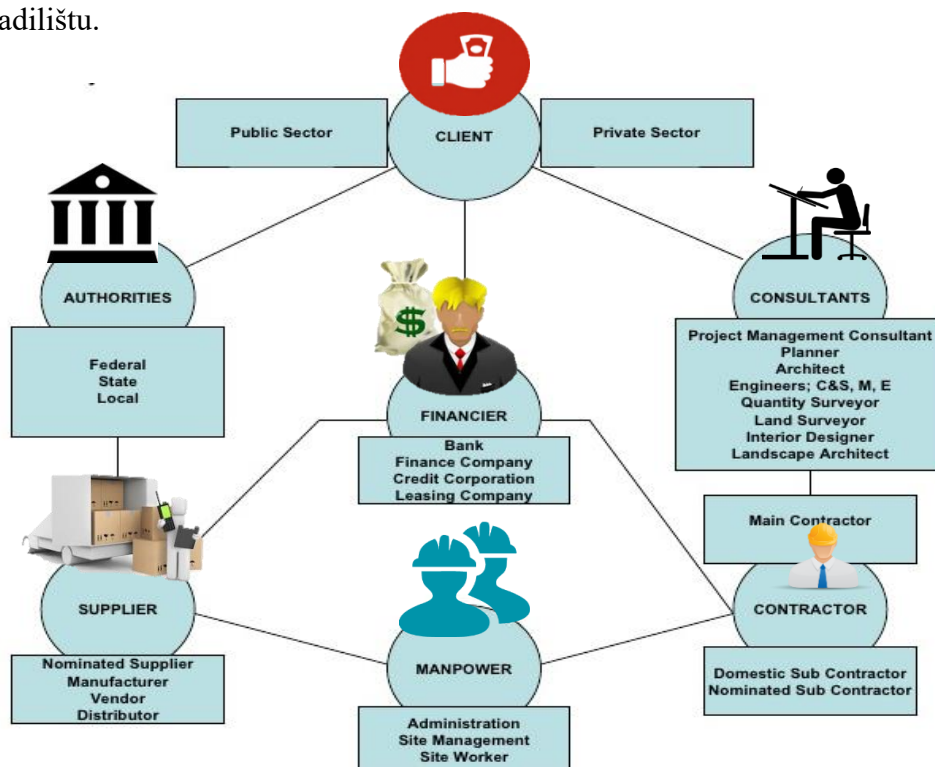 adilištu.
Public Sector
CLIENT
Private Sector
AUTHORITIES
Federal
State
Local
$
FINANCIER
Bank
Finance Company
Credit Corporation
Leasing Company
CONSULTANTS
Project Management Consultant
Planner
Architect
Engineers; C&S, M, E
Quantity Surveyor
Land Surveyor
Interior Designer
Landscape Architect
Main Contractor
CONTRACTOR
Domestic Sub Contractor
Nominated Sub Contractor
SUPPLIER
Nominated Supplier
Manufacturer
Vendor
Distributor
MANPOWER
Administration
Site Management
Site Worker